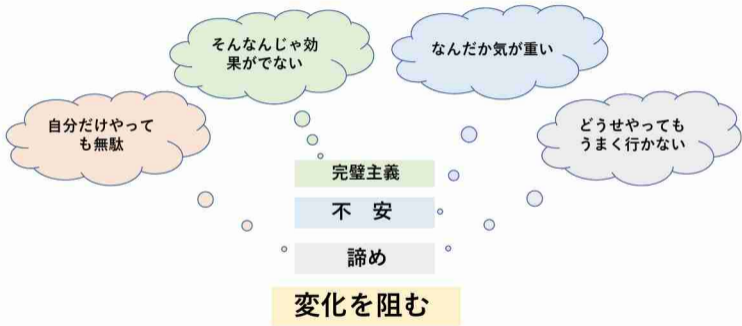 そんなんじゃ効
果がでない
なんだか気が重い
自分だけやって
も無駄
どうせやっても
うまく行かない
完璧主義
不　安
諦め
変化を阻む